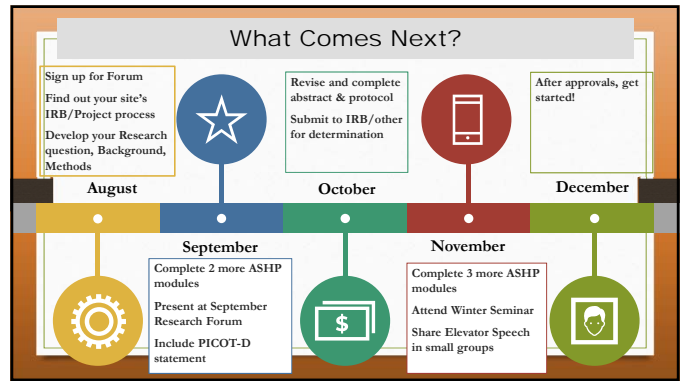 What Comes Next?
Sign up for Forum
Find out your site's
IRB/Project process
Develop your Research
question, Background,
Methods
August
Complete 2 more ASHP
modules
Present at September
Research Forum
Include PICOT-D
statement
September
Revise and complete
abstract & protocol
Submit to IRB/other
for determination
October
$
Complete 3 more ASHP
modules
Attend Winter Seminar
Share Elevator Speech
in small groups
November
After approvals, get
started!
December